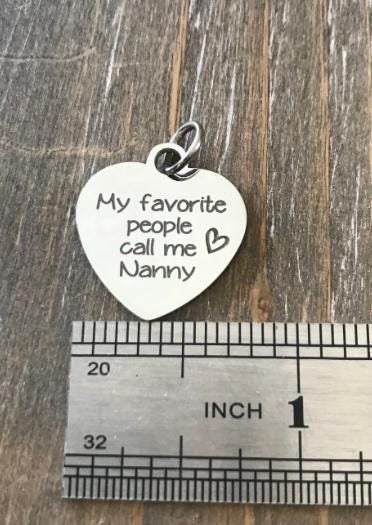 My favorite
people
call me
Nanny
20
INCH 1
32